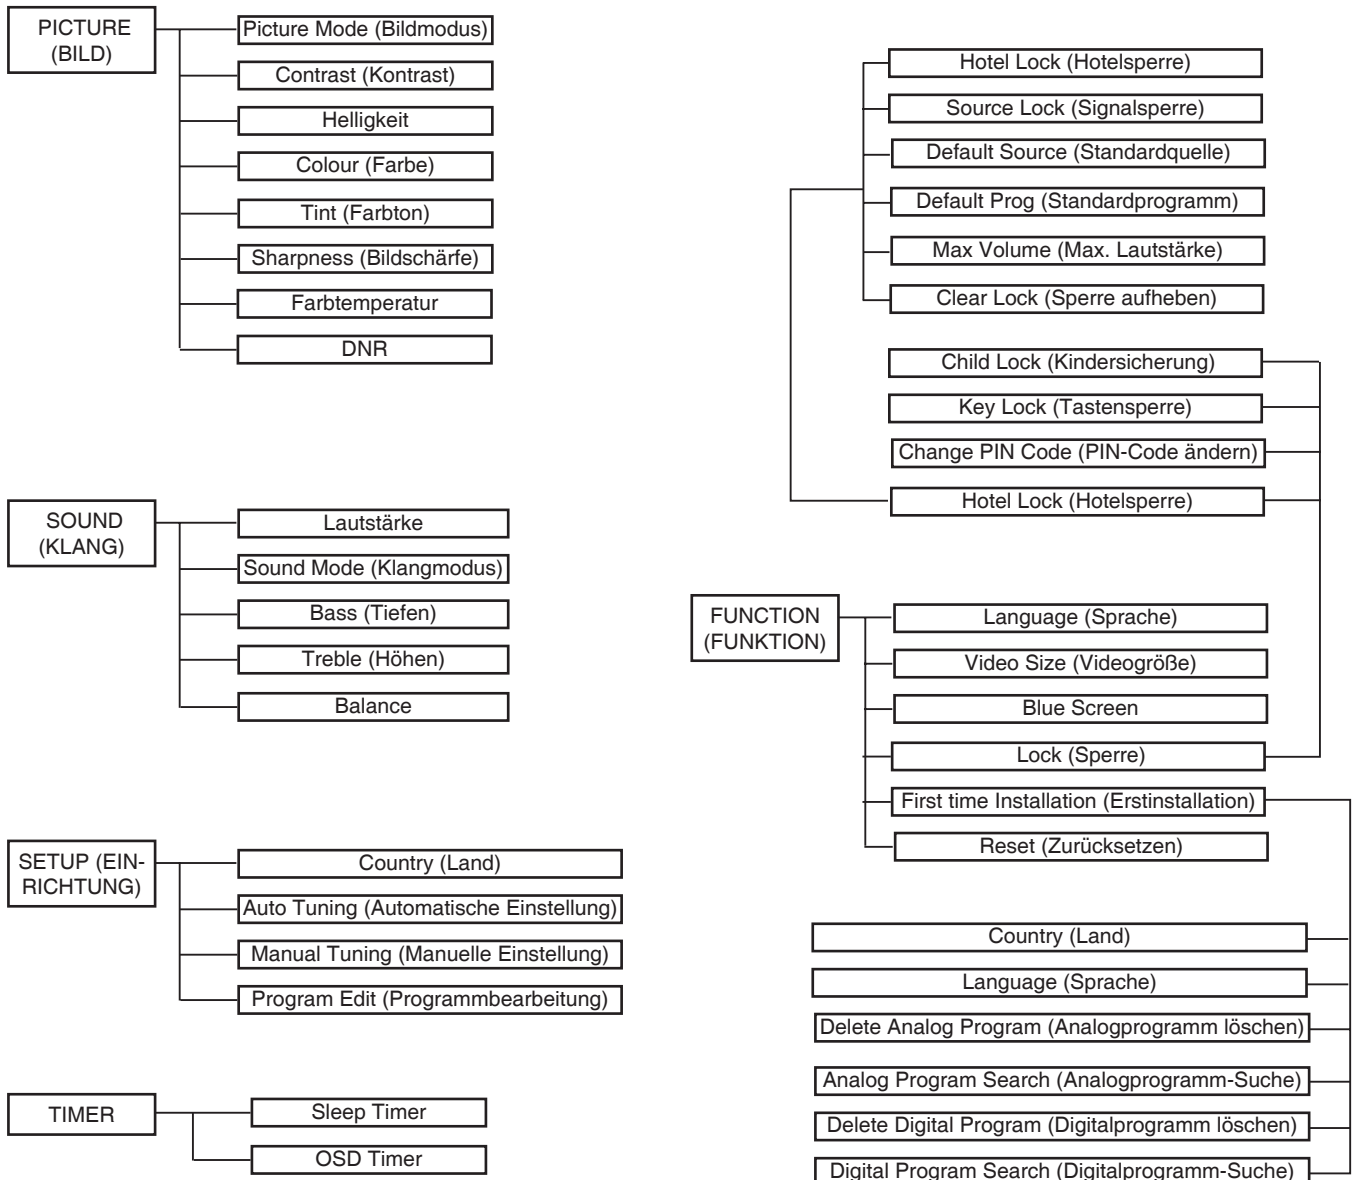 PICTURE
(BILD)
Picture Mode (Bildmodus)
Contrast (Kontrast)
Helligkeit
Colour (Farbe)
Tint (Farbton)
Sharpness (Bildschärfe)
Farbtemperatur
DNR
SOUND
(KLANG)
Lautstärke
Sound Mode (Klangmodus)
Bass (Tiefen)
Treble (Höhen)
Balance
SETUP (EIN-
RICHTUNG)
Country (Land)
Auto Tuning (Automatische Einstellung)
Manual Tuning (Manuelle Einstellung)
Program Edit (Programmbearbeitung)
TIMER
Sleep Timer
OSD Timer
Hotel Lock (Hotelsperre)
Source Lock (Signalsperre)
Default Source (Standardquelle)
Default Prog (Standardprogramm)
Max Volume (Max. Lautstärke)
Clear Lock (Sperre aufheben)
Child Lock (Kindersicherung)
Key Lock (Tastensperre)
Change PIN Code (PIN-Code ändern)
Hotel Lock (Hotelsperre)
FUNCTION
(FUNKTION)
Language (Sprache)
Video Size (Videogröße)
Blue Screen
Lock (Sperre)
First time Installation (Erstinstallation)
Reset (Zurücksetzen)
Country (Land)
Language (Sprache)
Delete Analog Program (Analogprogramm löschen)
Analog Program Search (Analogprogramm-Suche)
Delete Digital Program (Digitalprogramm löschen)
Digital Program Search (Digitalprogramm-Suche)